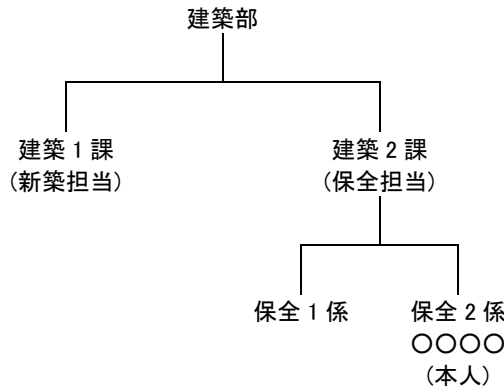 建築部
建築1課
(新築担当)
建築2課
(保全担当)
保全1係
保全2係
〇〇〇〇
(本人)